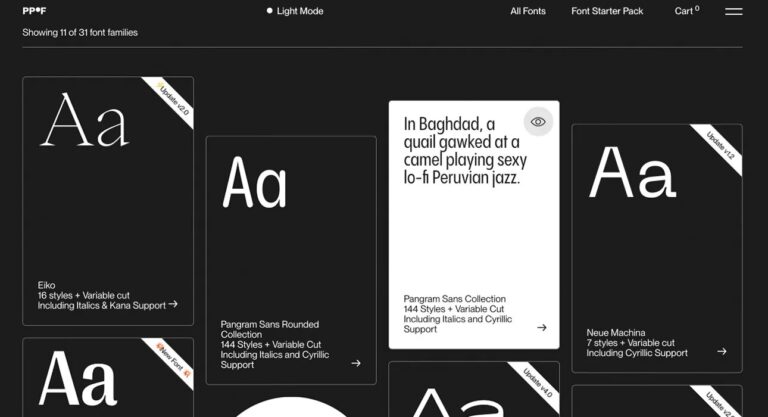 PP*F
Light Mode
All Fonts
Font Starter Pack
Cart 0
Showing 11 of 31 font families
Update v2.0
Aa
Eiko
16 styles + Variable cut
Including Italics & Kana Support
Aa
Pangram Sans Rounded
Collection
144 Styles + Variable Cut
Including Italics and Cyrillic
Support
In Baghdad, a
quail gawked at a
camel playing sexy
lo-fi Peruvian jazz.
Pangram Sans Collection
144 Styles + Variable Cut
Including Italics and Cyrillic
Support
Update v1.2
Aa
Neue Machina
7 styles + Variable cut
Including Cyrillic Support
New Font
Aa
Update v4.0
Aa